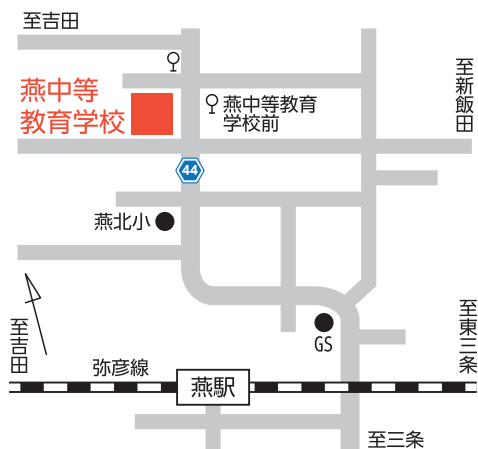 至吉田
至新飯田
燕中等
教育学校
燕中等教育
学校前
44
燕北小
至吉田
GS
至東三条
弥彦線
燕駅
至三条